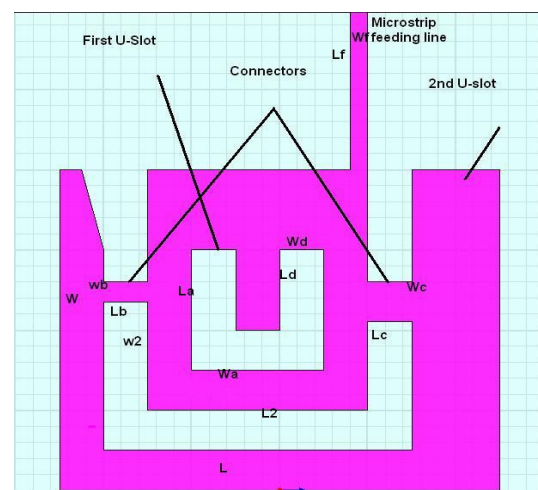 Microstrip
Wf feeding line
First U-Slot
Lf
Connectors
2nd U-slot
Wd
Ld
wb
La
Wc
W
Lb
Lc
w2
Wa
L2
L